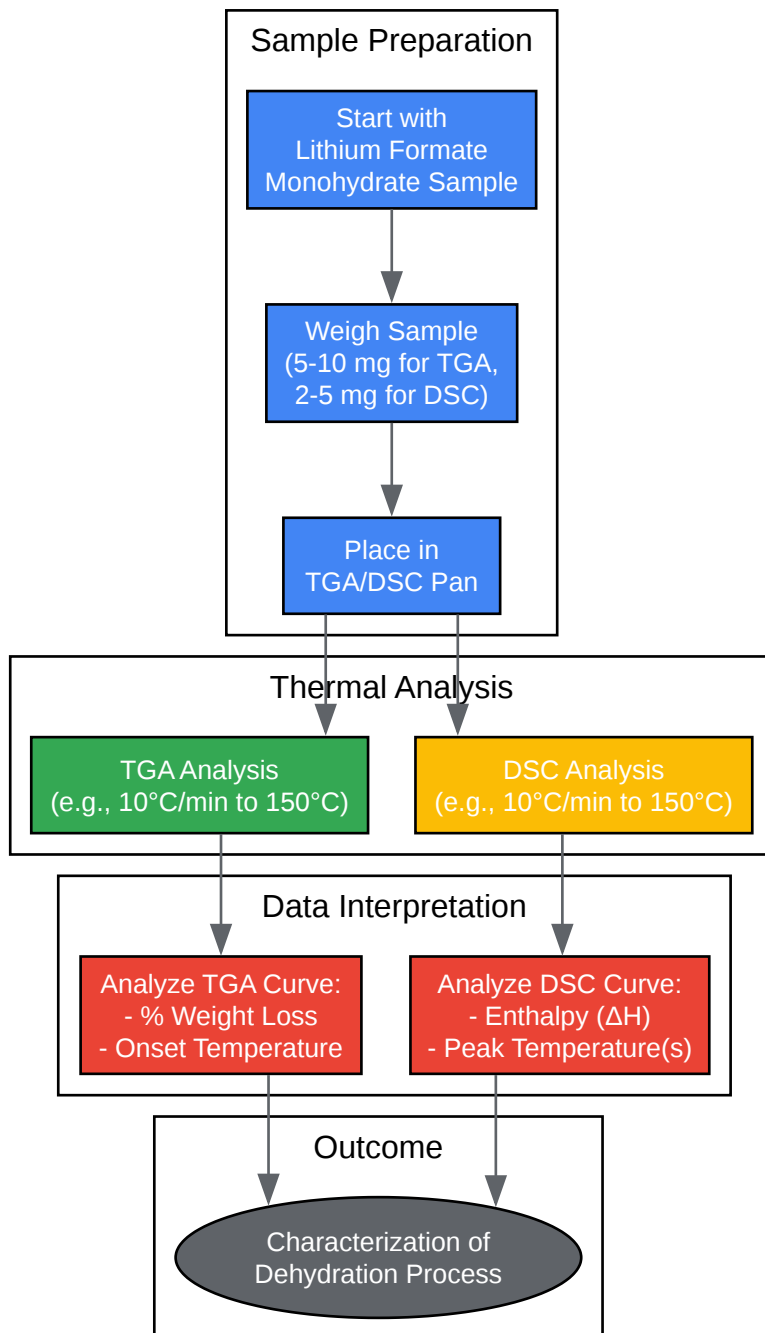 Sample Preparation
Start with
Lithium Formate
Monohydrate Sample
Weigh Sample
(5-10 mg for TGA,
2-5 mg for DSC)
Place in
TGA/DSC Pan
Thermal Analysis
TGA Analysis
(e.g., 10°C/min to 150°C)
DSC Analysis
(e.g., 10°C/min to 150°C)
Data Interpretation
Analyze TGA Curve:
- % Weight Loss
- Onset Temperature
Analyze DSC Curve:
- Enthalpy (ΔH)
- Peak Temperature(s)
Outcome
Characterization of
Dehydration Process